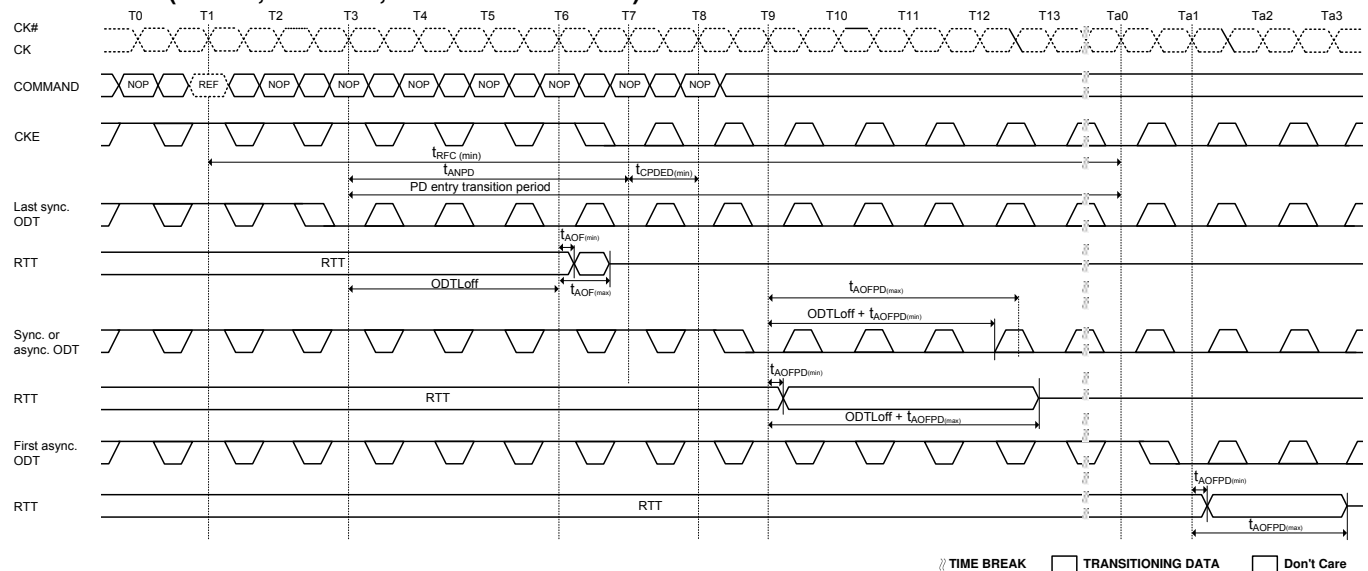 T0 T1 T2 T3 T4 T5 T6 T7 T8 T9 T10 T11 T12 T13 Ta0 Ta1 Ta2 Ta3
CK#
CK
COMMAND NOP REF NOP NOP NOP NOP NOP NOP NOP
CKE
tRFC (min)
tANPD tCPDED(min)
PD entry transition period
Last sync.
ODT
tAOF(min)
RTT RTT
ODTLoff tAOF(max)
tAOFPD(max)
ODTLoff + tAOFPD(min)
Sync. or
async. ODT
tAOFPD(min)
RTT RTT
ODTLoff + tAOFPD(max)
First async.
ODT
tAOFPD(min)
RTT RTT
tAOFPD(max)
TIME BREAK TRANSITIONING DATA Don't Care